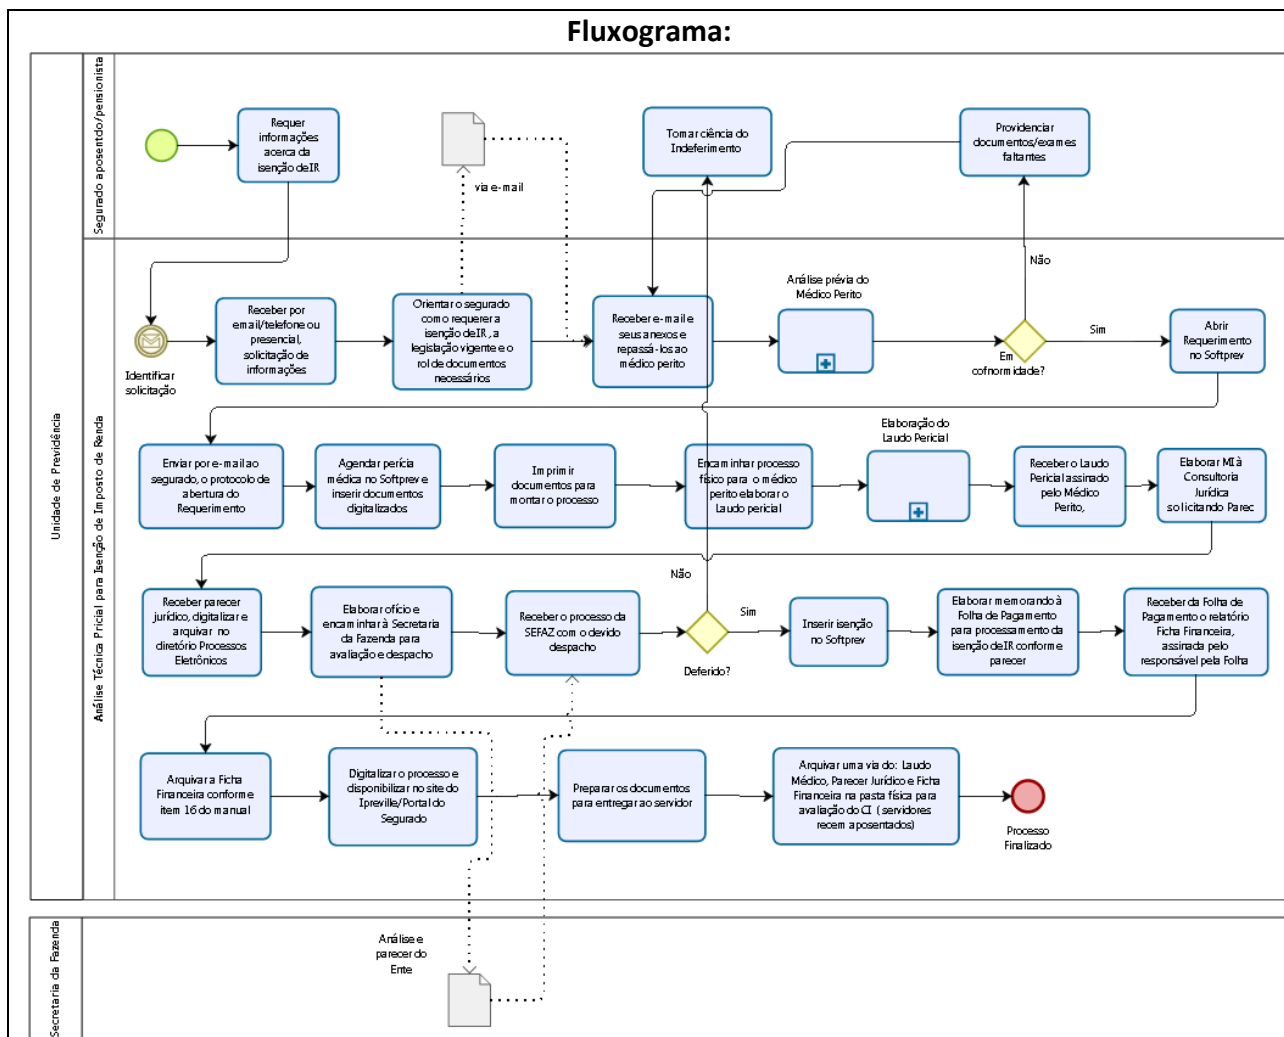 Fluxograma:
Unidade de Previdência
Segurado aposentdo/pensionista
Requer
informações
acerca da
isenção de IR
via e-mail
Tomar ciência do
Indeferimento
Providenciar
documentos/exames
faltantes
Análise Técnica Pricial para Isenção de Imposto de Renda
Identificar
solicitação
Receber por
email/telefone ou
presencial,
solicitação de
informações
Orientar o segurado
como requerer a
isenção de IR , a
legislação vigente e o
rol de documentos
necessários
Receber e-mail e
seus anexos e
repassá-los ao
médico perito
Análise prévia do
Médico Perito
Em
cofnormidade?
Não
Sim
Abrir
Requerimento
no Softprev
Enviar por e-mail ao
segurado, o protocolo de
abertura do
Requerimento
Agendar perícia
médica no Softprev e
inserir documentos
digitalizados
Imprimir
documentos para
montar o processo
Encaminhar processo
físico para o médico
perito elaborar o
Laudo pericial
Elaboração do
Laudo Pericial
Receber o Laudo
Pericial assinado
pelo Médico
Perito,
Elaborar MI à
Consultoria
Jurídica
solicitando Parec
Receber parecer
jurídico, digitalizar e
arquivar no
diretório Processos
Eletrônicos
Elaborar ofício e
encaminhar à Secretaria
da Fazenda para
avaliação e despacho
Receber o processo da
SEFAZ com o devido
despacho
Não
Deferido?
Sim
Inserir isenção
no Softprev
Elaborar memorando à
Folha de Pagamento
para processamento da
isenção de IR conforme
parecer
Receber da Folha de
Pagamento o relatório
Ficha Financeira,
assinada pelo
responsável pela Folha
Arquivar a Ficha
Financeira conforme
item 16 do manual
Digitalizar o processo e
disponibilizar no site do
Ipreville/Portal do
Segurado
Preparar os documentos
para entregar ao servidor
Arquivar uma via do: Laudo
Médico, Parecer Jurídico e Ficha
Financeira na pasta física para
avaliação do CI ( servidores
recem aposentados)
Processo
Finalizado
Secretaria da Fazenda
Análise e
parecer do
Ente